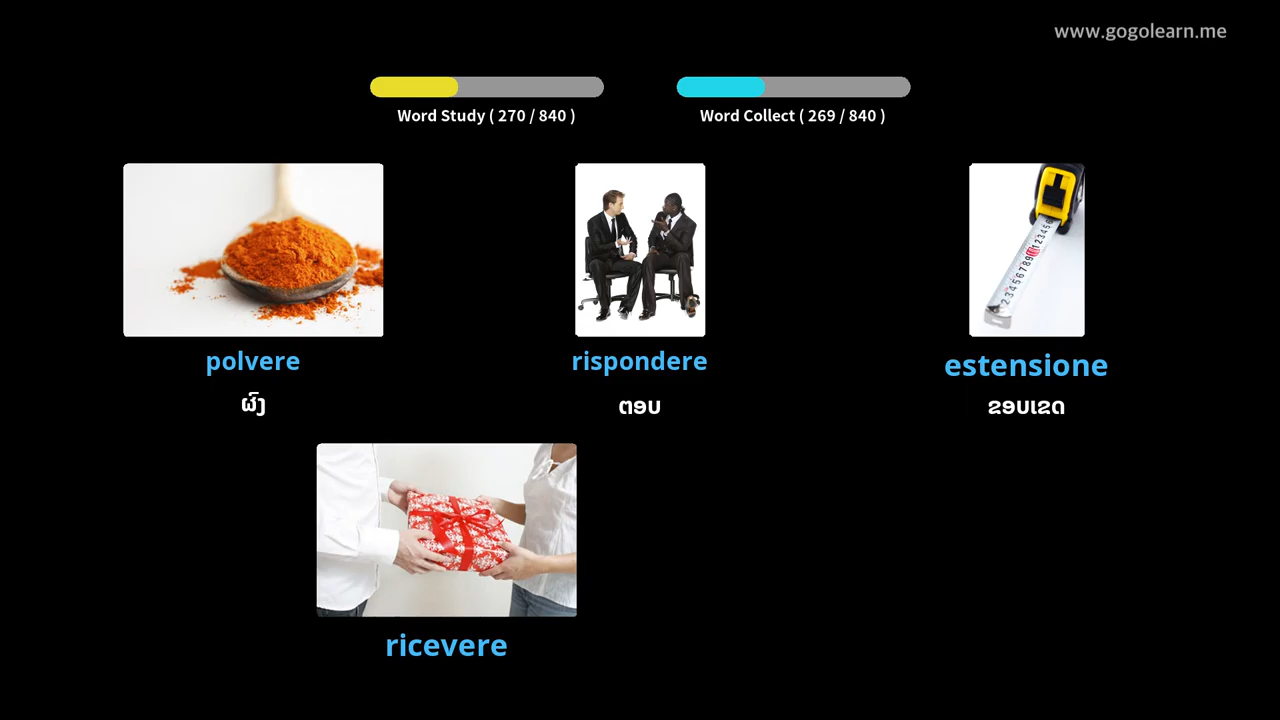 www.gogolearn.me
Word Study ( 270 / 840 )
Word Collect ( 269 / 840 )
polvere
rispondere
estensione
ຜົງ
ຕອບ
ຂອບເຂດ
ricevere